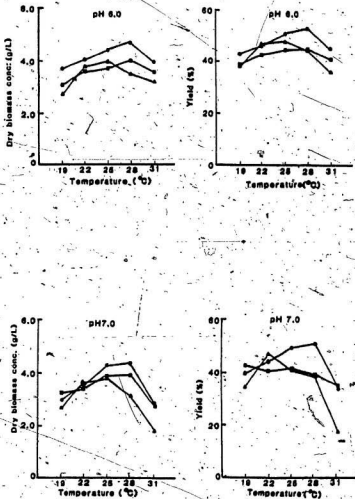 pH 6.0
6.0
4.0
2.0
0
Dry biomass conc. (g/L)
19 22 25 28 31
Temperature (°C)
pH 6.0
60
40
20
0
Yield (%)
19 22 25 28 31
Temperature (°C)
pH 7.0
6.0
4.0
2.0
0
Dry biomass conc. (g/L)
19 22 25 28 31
Temperature (°C)
pH 7.0
60
40
20
0
Yield (%)
19 22 25 28 31
Temperature (°C)